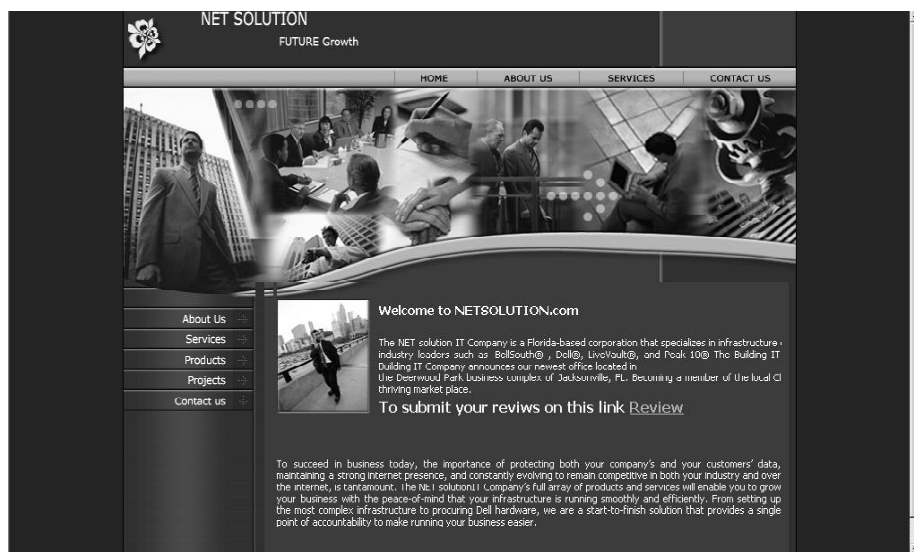 NET SOLUTION
FUTURE Growth
HOME ABOUT US SERVICES CONTACT US
About Us
Services
Products
Projects
Contact us
Welcome to NETSOLUTION.com
The NET solution IT Company is a Florida-based corporation that specializes in infrastructure
industry leaders such as BellSouth® , Dell®, LiveVault®, and Peak 10® The Building IT
Building IT Company announces our newest office located in
the Deerwood Park business complex of Jacksonville, FL. Becoming a member of the local
thriving market place.
To submit your reviws on this link Review
To succeed in business today, the importance of protecting both your company's and your customers' data,
maintaining a strong internet presence, and constantly evolving to remain competitive in both your industry and over
the internet, is tantamount. The NET solutionIT Company's full array of products and services will enable you to grow
your business with the peace-of-mind that your infrastructure is running smoothly and efficiently. From setting up
the most complex infrastructure to procuring Dell hardware, we are a start-to-finish solution that provides a single
point of accountability to make running your business easier.